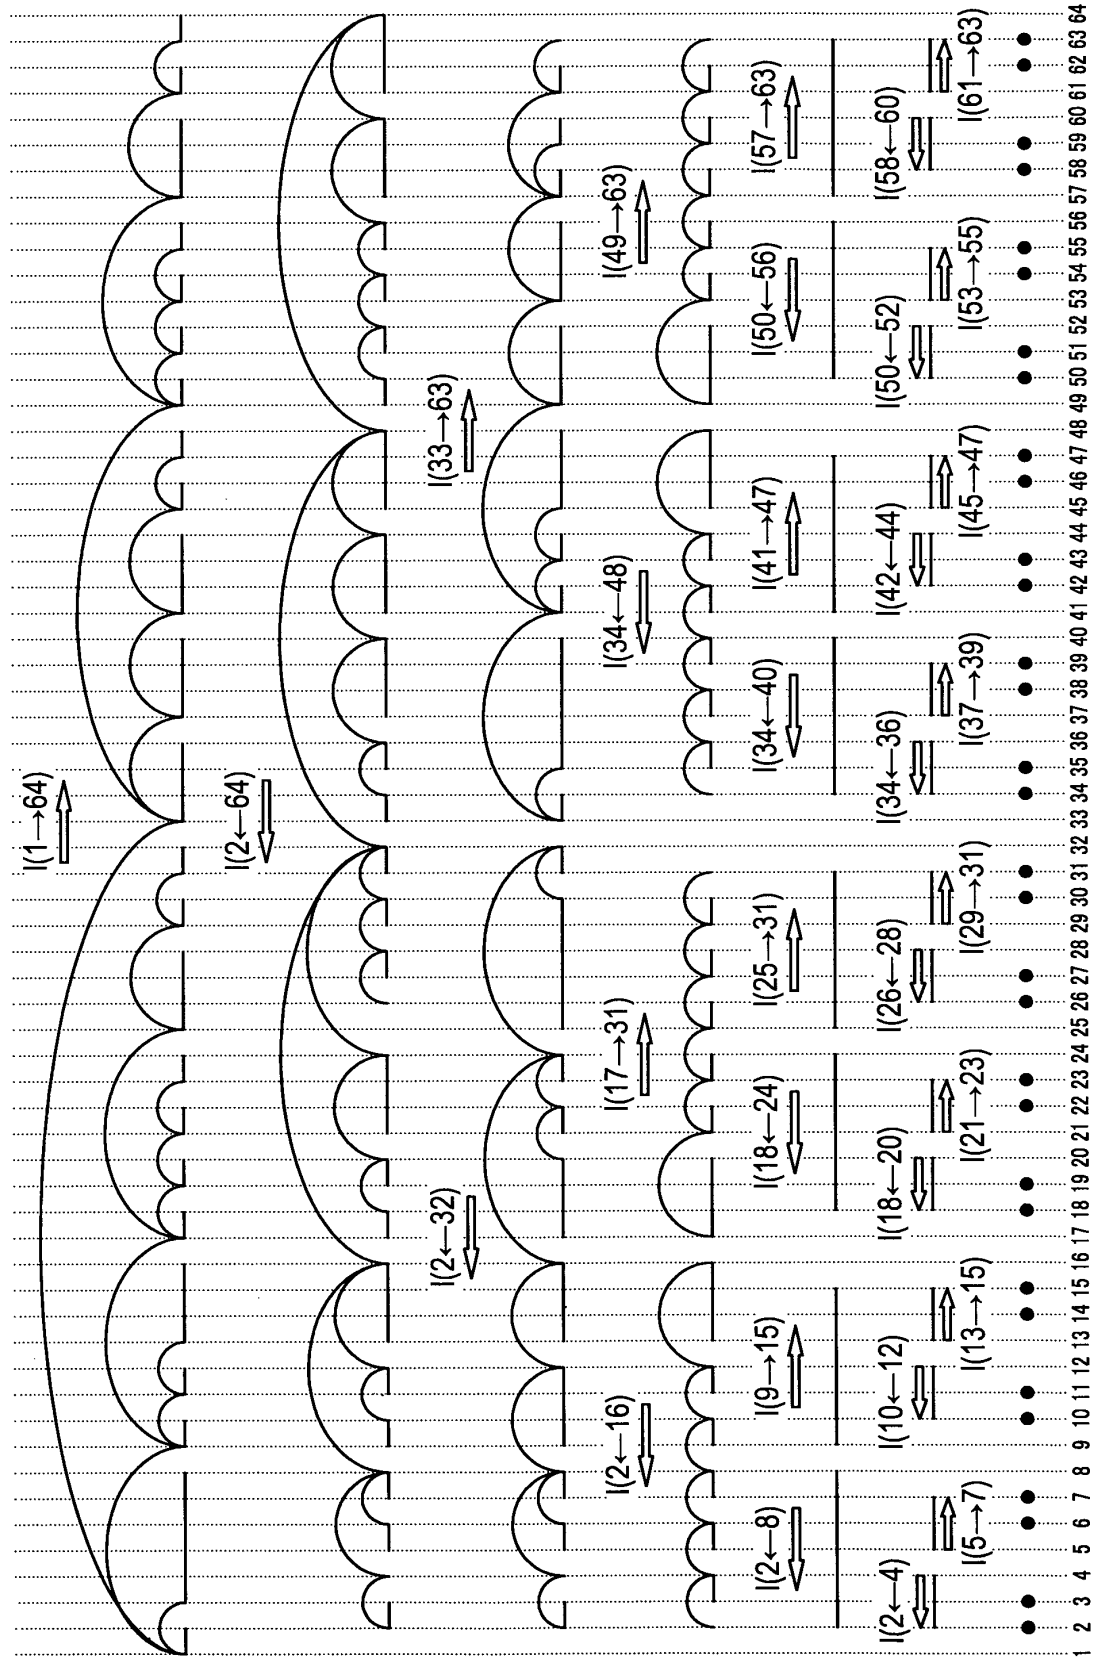 I(1→64)
I(2←64)
I(2←32) I(33→63)
I(2←16) I(17→31) I(34←48) I(49→63)
I(2←8) I(9→15) I(18←24) I(25→31) I(34←40) I(41→47) I(50←56) I(57→63)
I(2←4) I(10←12) I(18←20) I(26←28) I(34←36) I(42←44) I(50←52) I(58←60)
I(5→7) I(13→15) I(21→23) I(29→31) I(37→39) I(45→47) I(53→55) I(61→63)
1 2 3 4 5 6 7 8 9 10 11 12 13 14 15 16 17 18 19 20 21 22 23 24 25 26 27 28 29 30 31 32 33 34 35 36 37 38 39 40 41 42 43 44 45 46 47 48 49 50 51 52 53 54 55 56 57 58 59 60 61 62 63 64